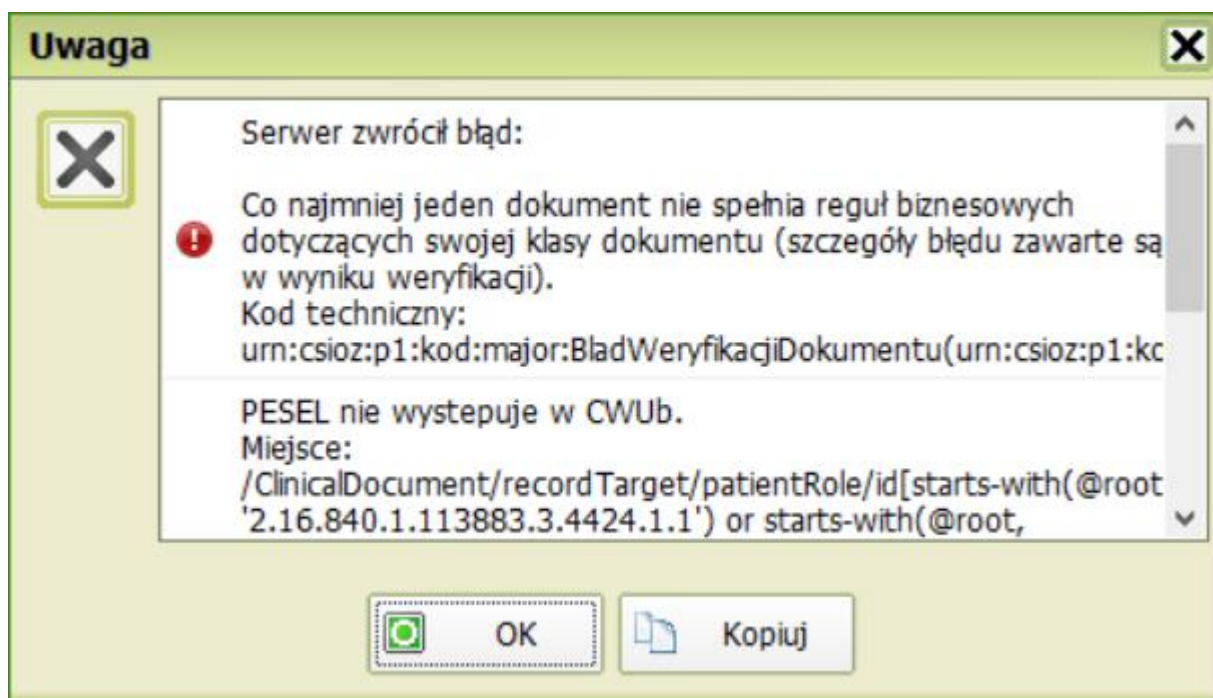 Uwaga
Serwer zwrócił błąd:
Co najmniej jeden dokument nie spełnia reguł biznesowych
dotyczących swojej klasy dokumentu (szczegóły błędu zawarte są
w wyniku weryfikacji).
Kod techniczny:
urn:csioz:p1:kod:major:BladWeryfikacjiDokumentu(urn:csioz:p1:kc
PESEL nie wystepuje w CWUb.
Miejsce:
/ClinicalDocument/recordTarget/patientRole/id[starts-with(@root
'2.16.840.1.113883.3.4424.1.1') or starts-with(@root,
OK
Kopiuj